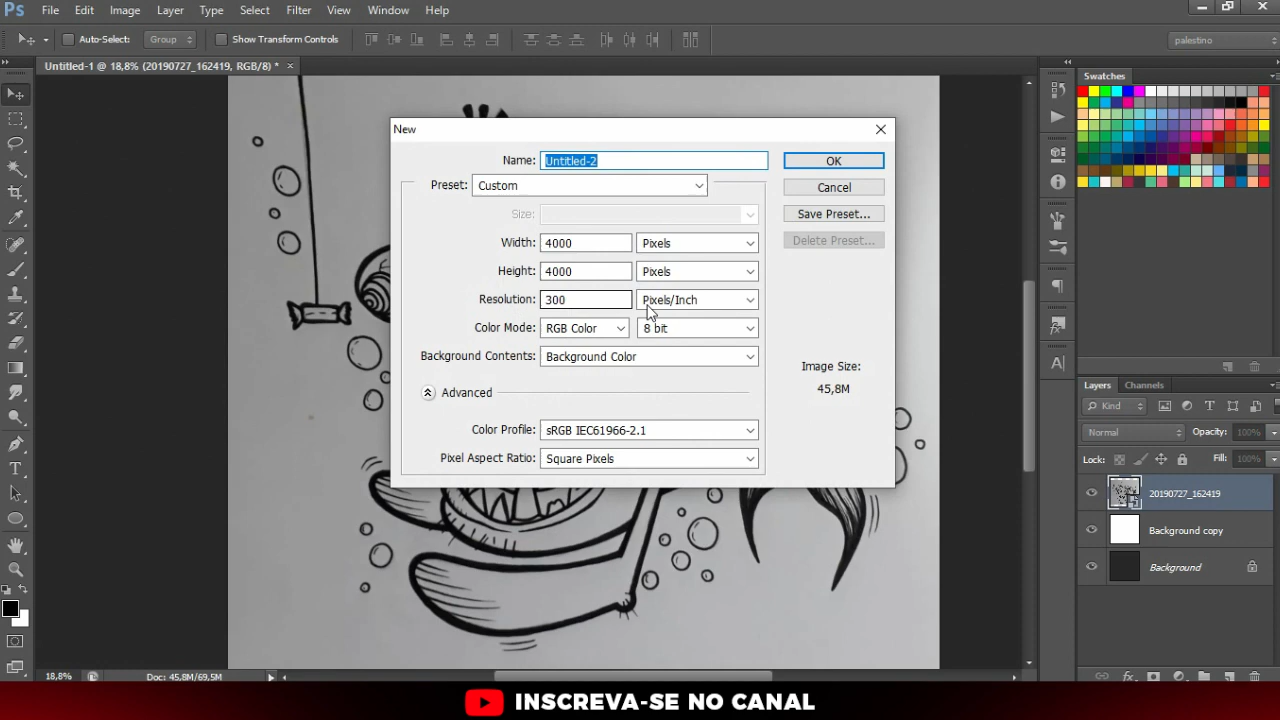 Ps File Edit Image Layer Type Select Filter View Window Help
Auto-Select: Group Show Transform Controls palestino
Untitled-1 @ 18,8% (20190727_162419, RGB/8) * ×
Swatches
New
Name: Untitled-2 OK
Preset: Custom Cancel
Size: Save Preset...
Width: 4000 Pixels Delete Preset...
Height: 4000 Pixels
Resolution: 300 Pixels/Inch
Color Mode: RGB Color 8 bit
Background Contents: Background Color
Image Size:
45,8M
Advanced
Color Profile: sRGB IEC61966-2.1
Pixel Aspect Ratio: Square Pixels
Layers Channels
Kind
Normal Opacity: 100%
Lock: Fill: 100%
20190727_162419
Background copy
Background
18,8% Doc: 45,8M/69,5M
INSCREVA-SE NO CANAL